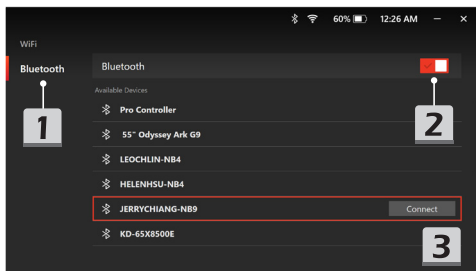 60% 12:26 AM
WiFi
Bluetooth
Bluetooth
Available Devices
Pro Controller
55" Odyssey Ark G9
LEOCHLIN-NB4
HELENHSU-NB4
JERRYCHIANG-NB9 Connect
KD-65X8500E
1
2
3